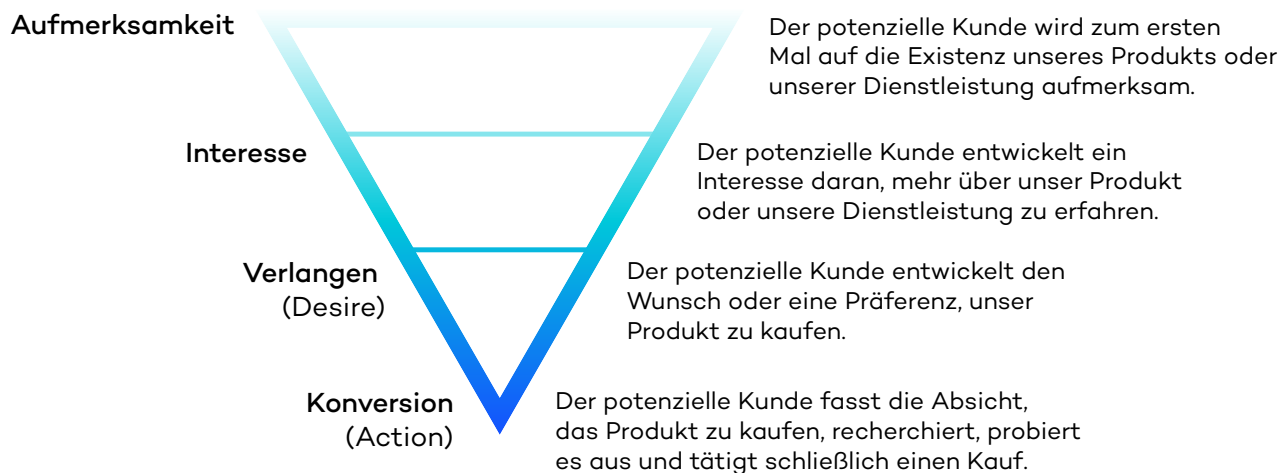 Aufmerksamkeit
Der potenzielle Kunde wird zum ersten
Mal auf die Existenz unseres Produkts oder
unserer Dienstleistung aufmerksam.
Interesse
Der potenzielle Kunde entwickelt ein
Interesse daran, mehr über unser Produkt
oder unsere Dienstleistung zu erfahren.
Verlangen
(Desire)
Der potenzielle Kunde entwickelt den
Wunsch oder eine Präferenz, unser
Produkt zu kaufen.
Konversion
(Action)
Der potenzielle Kunde fasst die Absicht,
das Produkt zu kaufen, recherchiert, probiert
es aus und tätigt schließlich einen Kauf.